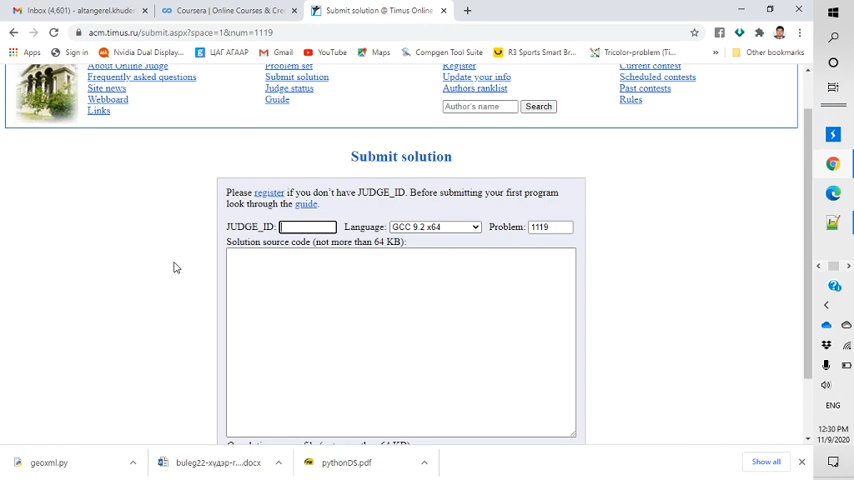 Inbox (4,601) - altangerel.khuder
Coursera | Online Courses & Cre
Submit solution @ Timus Online
acm.timus.ru/submit.aspx?space=1&num=1119
Apps
Sign in
Nvidia Dual Display...
ЦАГ АГААР
Gmail
YouTube
Maps
Compgen Tool Suite
R3 Sports Smart Br...
Tricolor-problem (Ti...
»
Other bookmarks
About Online Judge
Problem set
Register
Current contest
Frequently asked questions
Submit solution
Update your info
Scheduled contests
Site news
Judge status
Authors ranklist
Past contests
Webboard
Guide
Author's name
Search
Rules
Links
Submit solution
Please register if you don't have JUDGE_ID. Before submitting your first program
look through the guide.
JUDGE_ID:
Language: GCC 9.2 x64
Problem: 1119
Solution source code (not more than 64 KB):
geoxml.py
buleg22-хүдэр-г....docx
pythonDS.pdf
Show all
ENG
12:30 PM
11/9/2020